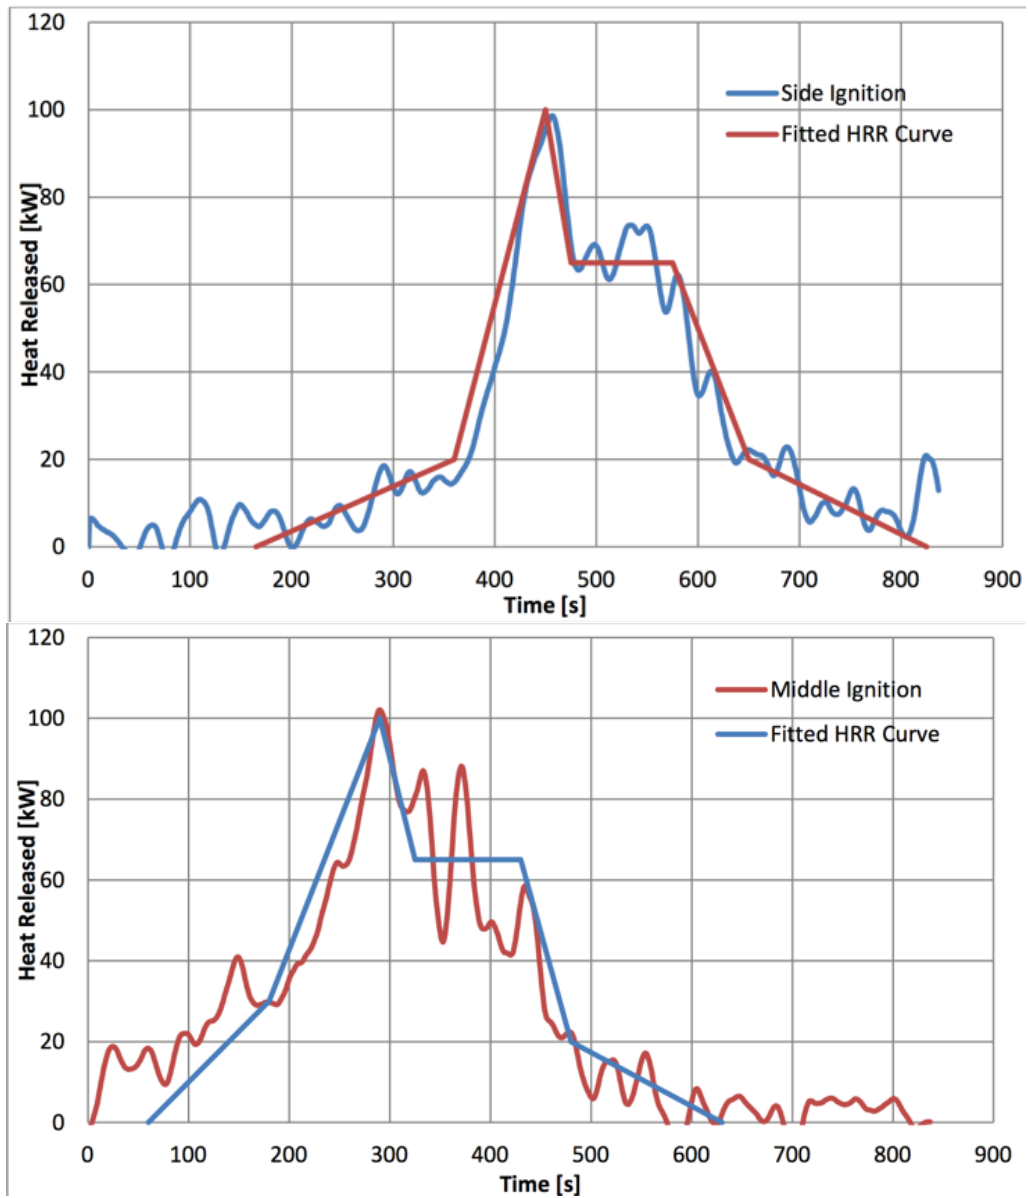 120
100
80
60
40
20
0
Heat Released [kW]
Side Ignition
Fitted HRR Curve
0 100 200 300 400 500 600 700 800 900
Time [s]
120
100
80
60
40
20
0
Heat Released [kW]
Middle Ignition
Fitted HRR Curve
0 100 200 300 400 500 600 700 800 900
Time [s]